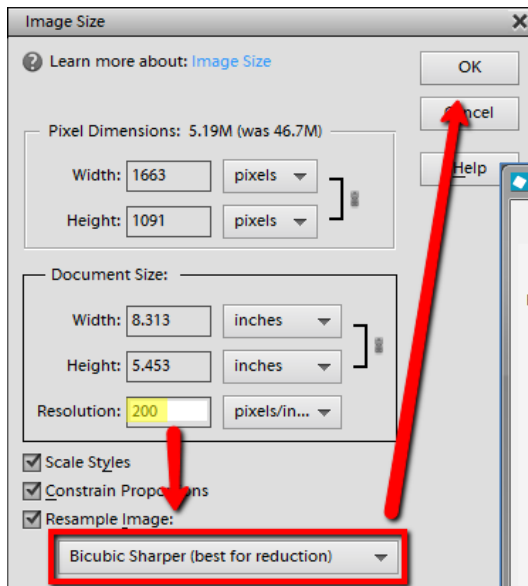 Image Size
Learn more about: Image Size
OK
Pixel Dimensions: 5.19M (was 46.7M)
Cancel
Width: 1663 pixels
Help
Height: 1091 pixels
Document Size:
Width: 8.313 inches
Height: 5.453 inches
Resolution: 200 pixels/in...
Scale Styles
Constrain Proportions
Resample Image:
Bicubic Sharper (best for reduction)